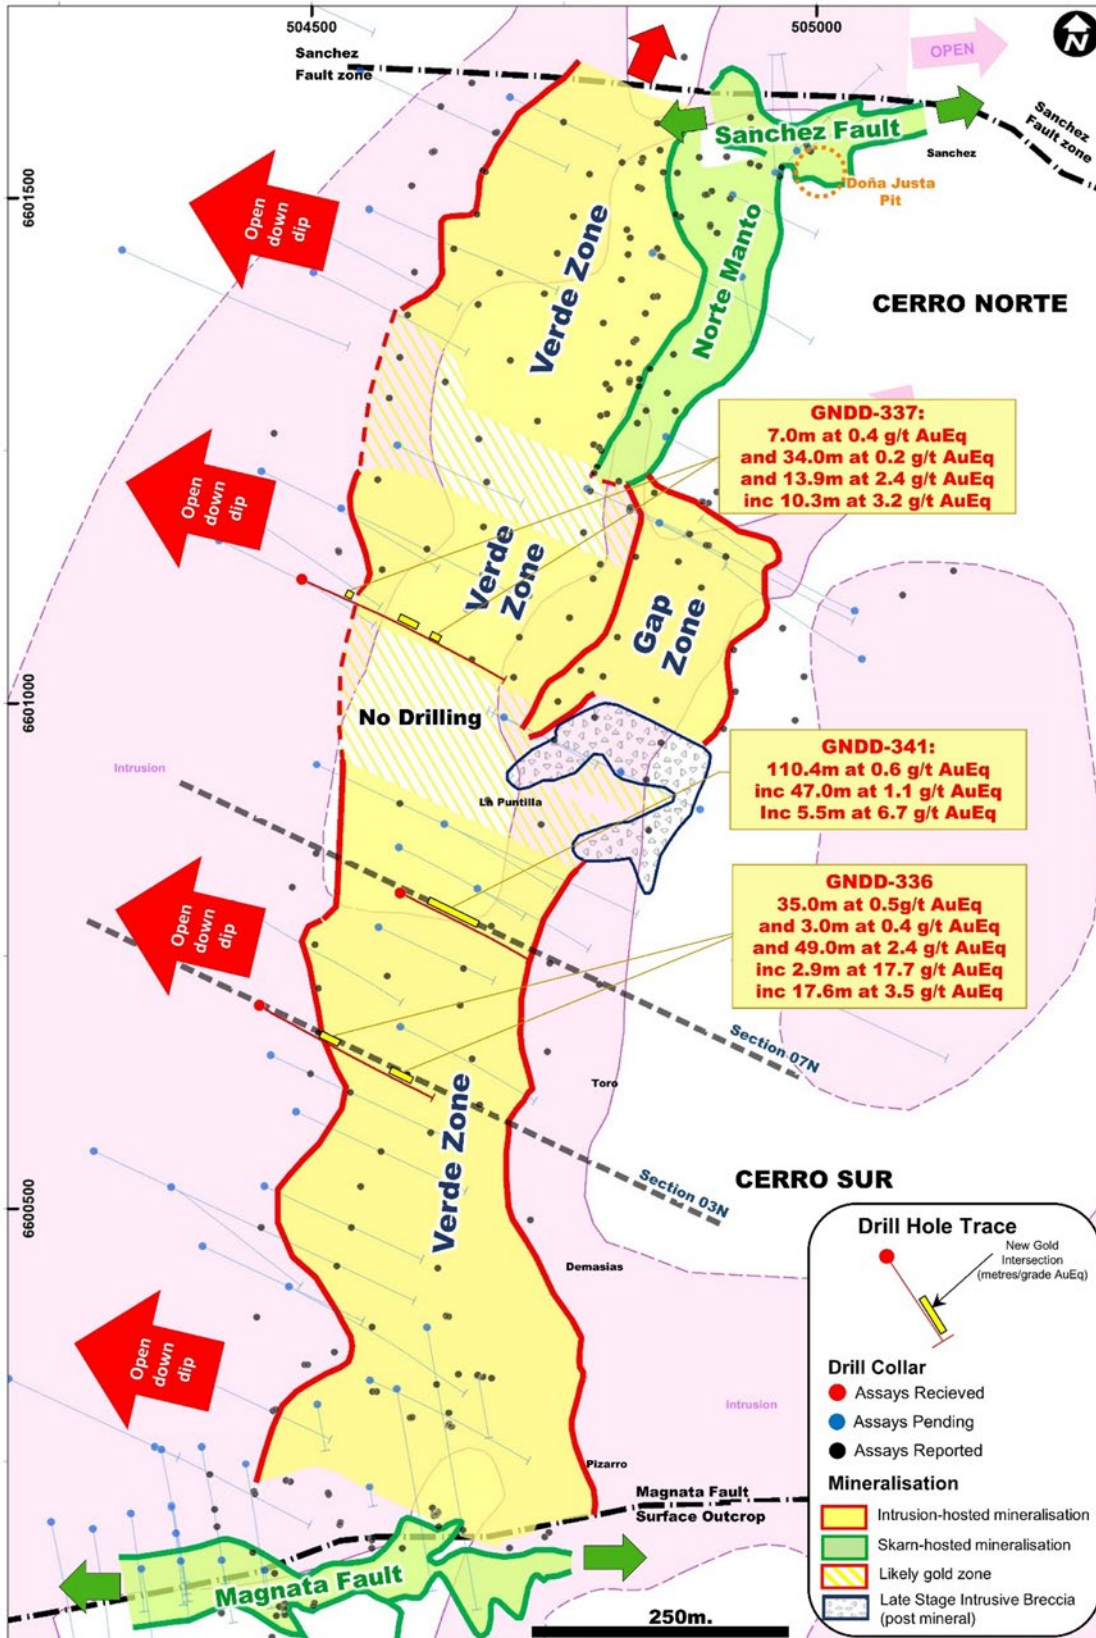 504500
505000
N
OPEN
Sanchez
Fault zone
Sanchez Fault
Sanchez
Fault zone
Sanchez
Doña Justa
Pit
6601500
Open
down
dip
Verde Zone
Norte Manto
CERRO NORTE
GNDD-337:
7.0m at 0.4 g/t AuEq
and 34.0m at 0.2 g/t AuEq
and 13.9m at 2.4 g/t AuEq
inc 10.3m at 3.2 g/t AuEq
Open
down
dip
Verde
Zone
Gap
Zone
6601000
No Drilling
Intrusion
La Puntilla
GNDD-341:
110.4m at 0.6 g/t AuEq
inc 47.0m at 1.1 g/t AuEq
Inc 5.5m at 6.7 g/t AuEq
GNDD-336
35.0m at 0.5g/t AuEq
and 3.0m at 0.4 g/t AuEq
and 49.0m at 2.4 g/t AuEq
inc 2.9m at 17.7 g/t AuEq
inc 17.6m at 3.5 g/t AuEq
Open
down
dip
Section 07N
Toro
Verde Zone
CERRO SUR
Section 03N
6600500
Demasias
Open
down
dip
Intrusion
Pizarro
Magnata Fault
Surface Outcrop
Magnata Fault
250m.
Drill Hole Trace
New Gold
Intersection
(metres/grade AuEq)
Drill Collar
Assays Recieved
Assays Pending
Assays Reported
Mineralisation
Intrusion-hosted mineralisation
Skarn-hosted mineralisation
Likely gold zone
Late Stage Intrusive Breccia
(post mineral)